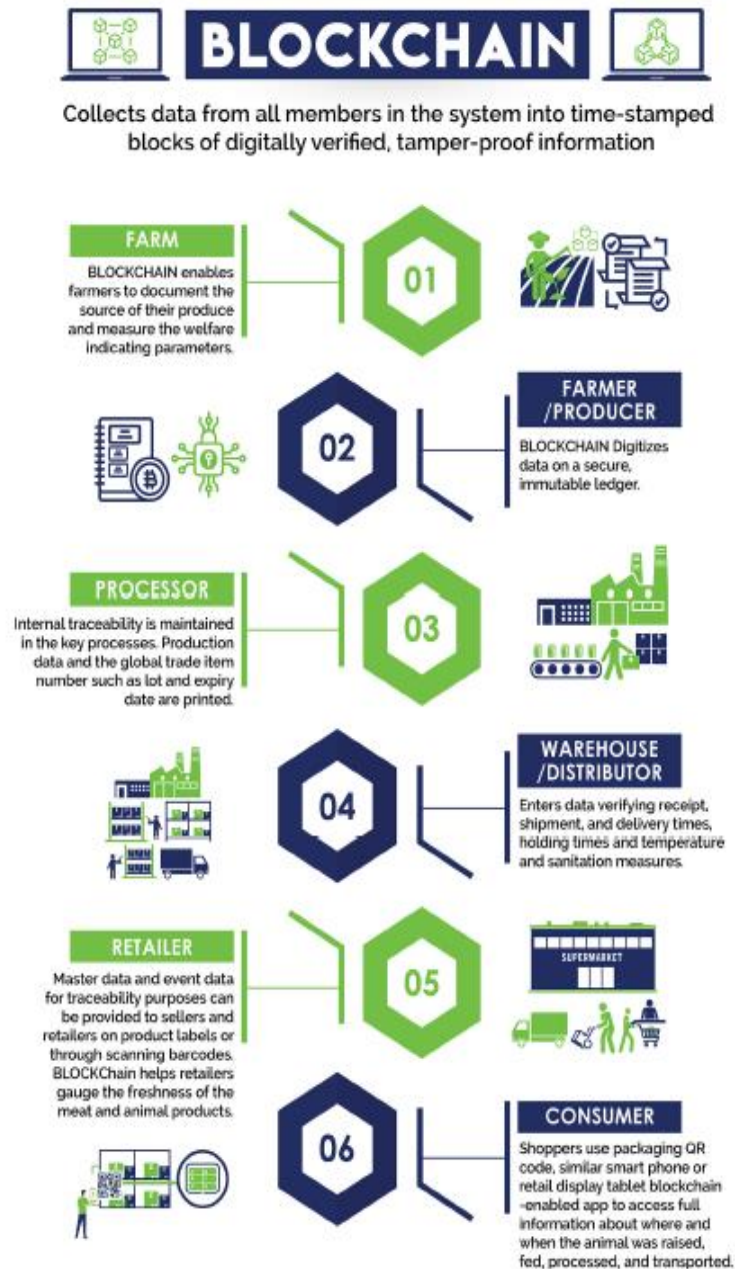 BLOCKCHAIN
Collects data from all members in the system into time-stamped
blocks of digitally verified, tamper-proof information
FARM
BLOCKCHAIN enables
farmers to document the
source of their produce
and measure the welfare
indicating parameters.
01
02
FARMER
/PRODUCER
BLOCKCHAIN Digitizes
data on a secure,
immutable ledger.
PROCESSOR
Internal traceability is maintained
in the key processes. Production
data and the global trade item
number such as lot and expiry
date are printed.
03
04
WAREHOUSE
/DISTRIBUTOR
Enters data verifying receipt,
shipment, and delivery times,
holding times and temperature
and sanitation measures.
RETAILER
Master data and event data
for traceability purposes can
be provided to sellers and
retailers on product labels or
through scanning barcodes.
BLOCKChain helps retailers
gauge the freshness of the
meat and animal products.
05
SUPERMARKET
06
CONSUMER
Shoppers use packaging QR
code, similar smart phone or
retail display tablet blockchain
-enabled app to access full
information about where and
when the animal was raised,
fed, processed, and transported.